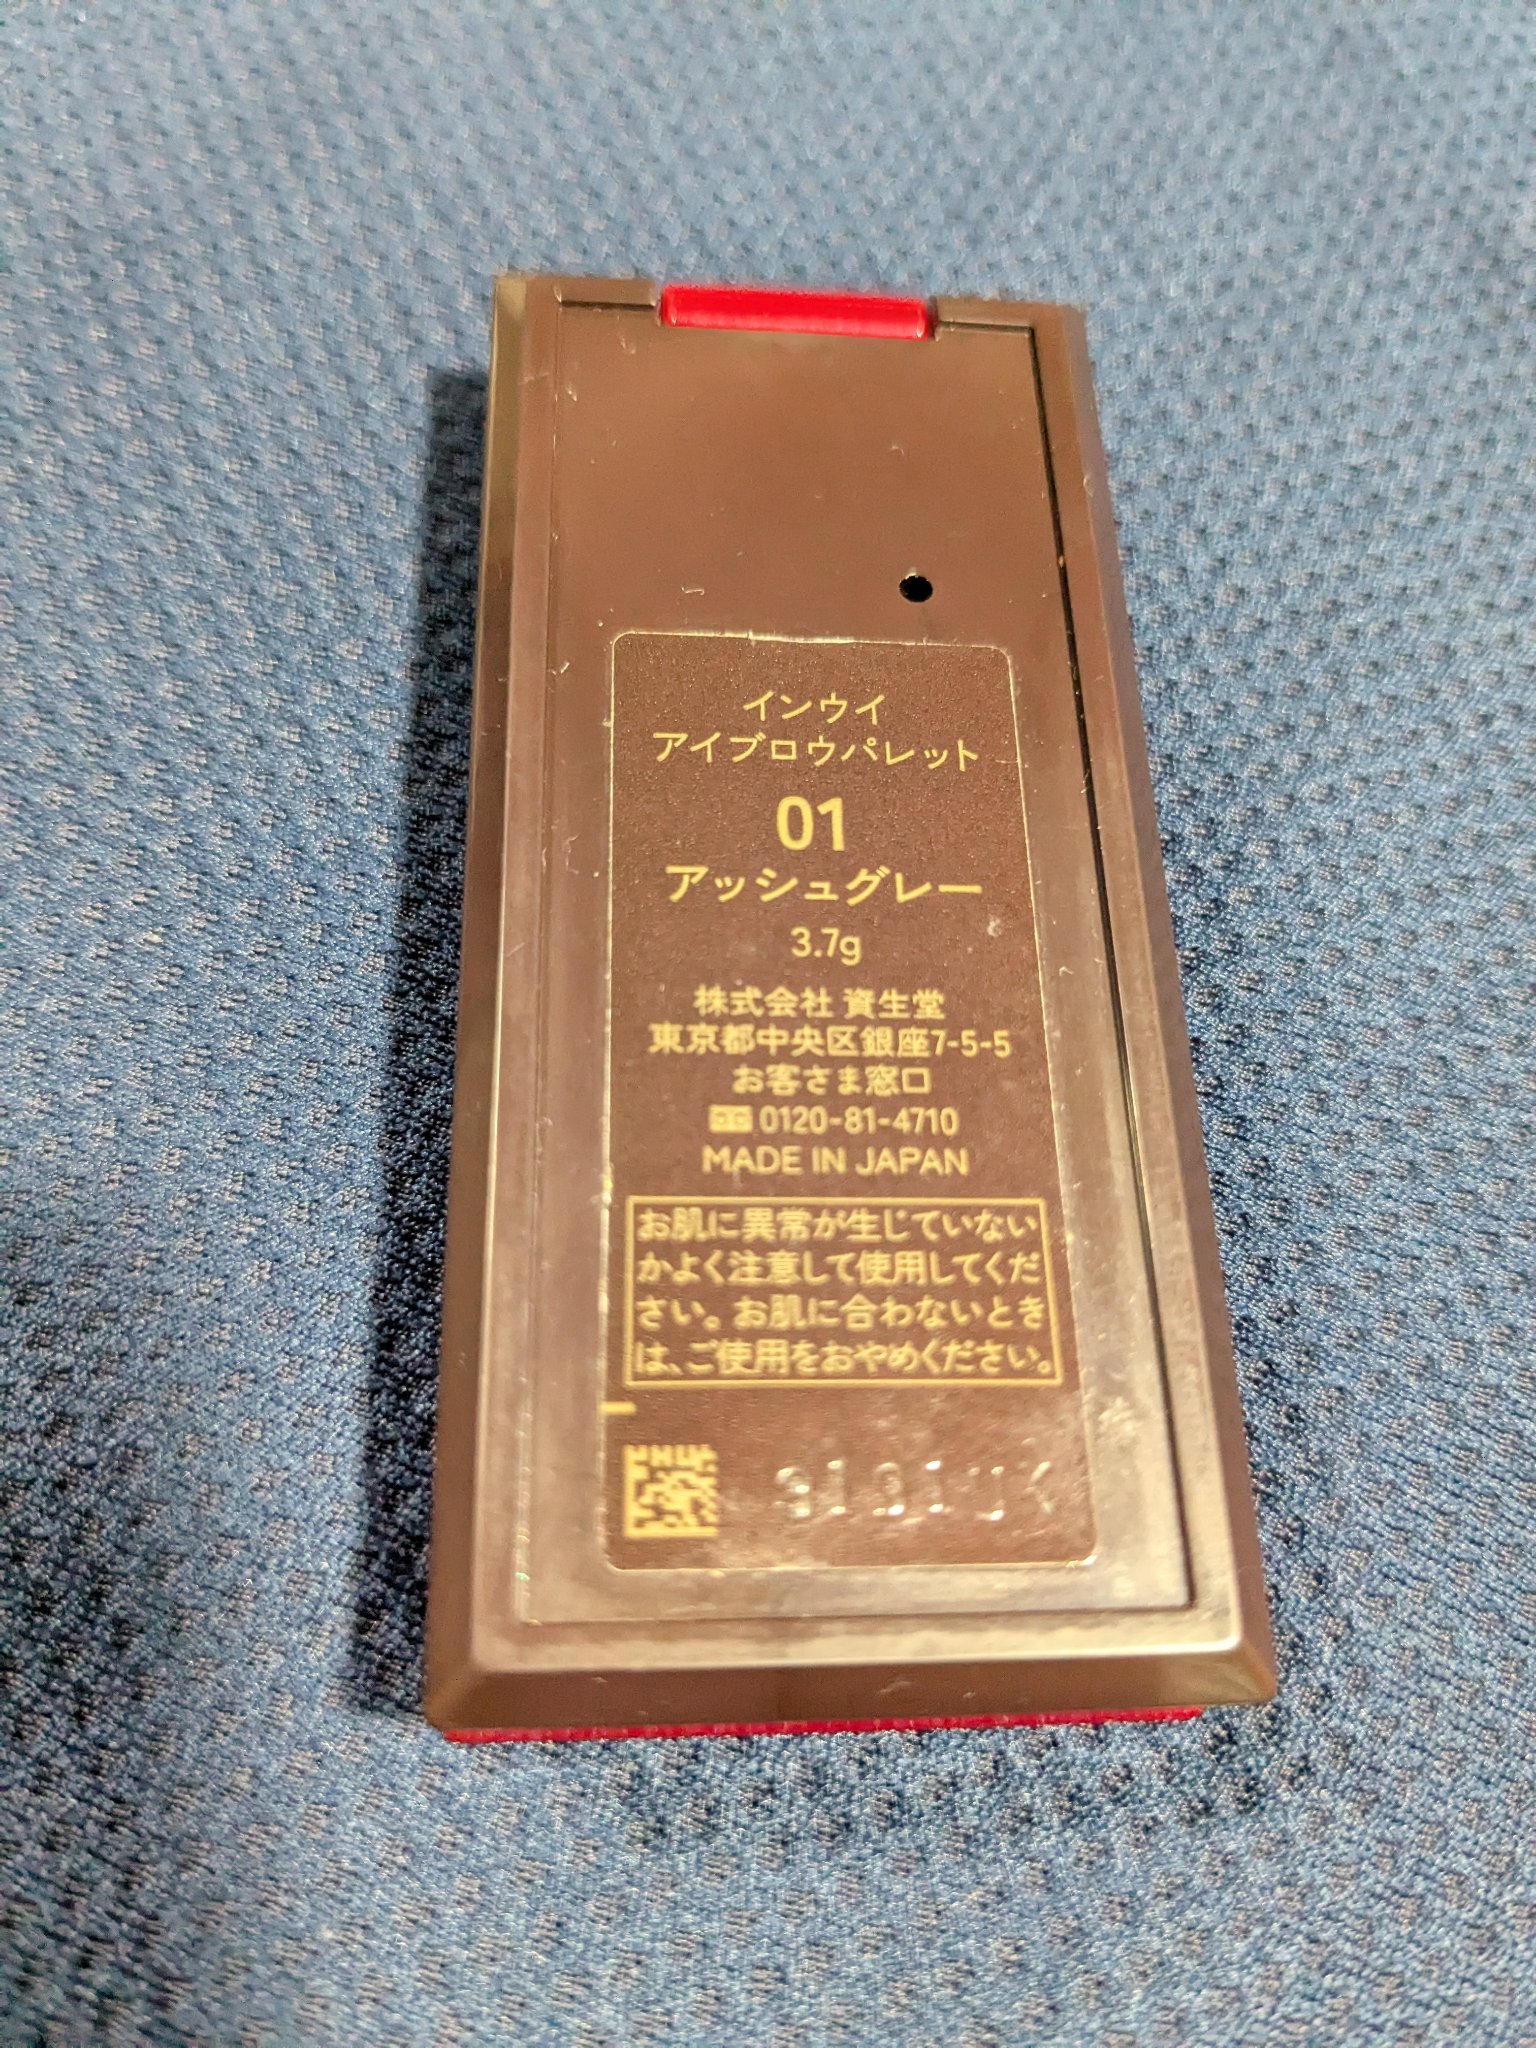 インウイ
アイブロウパレット
01
アッシュグレー
3.7g
株式会社 資生堂
東京都中央区銀座7-5-5
お客さま窓口
0120-81-4710
MADE IN JAPAN
お肌に異常が生じていない
かよく注意して使用してくだ
さい。お肌に合わないとき
は、ご使用をおやめください。